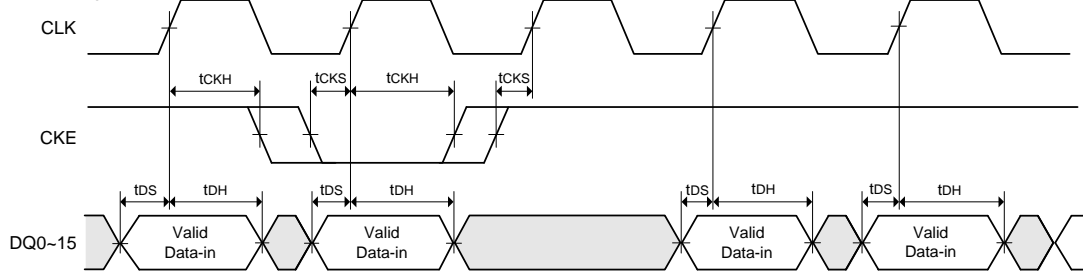 CLK
tCKH tCKS tCKH tCKS
CKE
tDS tDH tDS tDH tDS tDH tDS tDH
DQ0~15
Valid Data-in
Valid Data-in
Valid Data-in
Valid Data-in